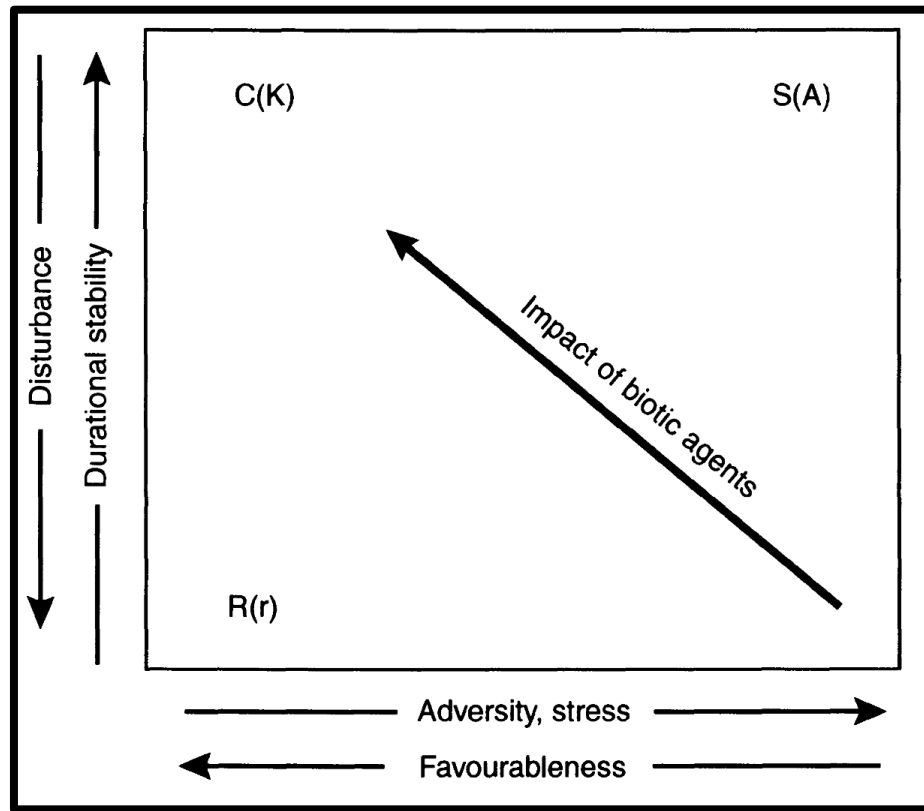 C(K)
S(A)
Disturbance
Durational stability
Impact of biotic agents
R(r)
Adversity, stress
Favourableness